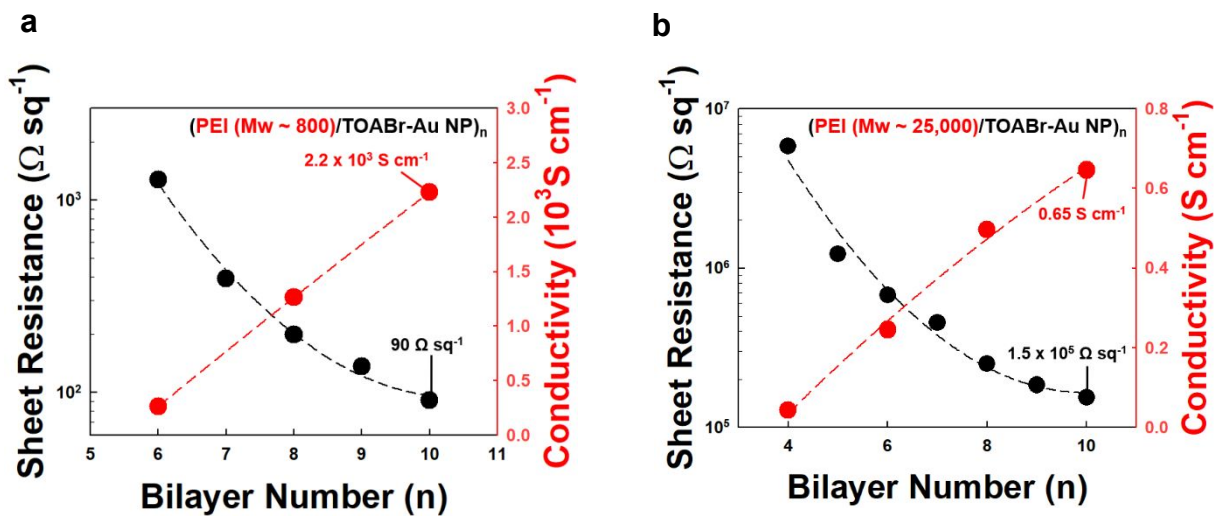 a
Sheet Resistance (Ω sq⁻¹)
10³
10²
(PEI (Mw ~ 800)/TOABr-Au NP)ₙ
2.2 x 10³ S cm⁻¹
90 Ω sq⁻¹
3.0
2.5
2.0
1.5
1.0
0.5
0.0
Conductivity (10³S cm⁻¹)
5 6 7 8 9 10 11
Bilayer Number (n)
b
Sheet Resistance (Ω sq⁻¹)
10⁷
10⁶
10⁵
(PEI (Mw ~ 25,000)/TOABr-Au NP)ₙ
0.65 S cm⁻¹
1.5 x 10⁵ Ω sq⁻¹
0.8
0.6
0.4
0.2
0.0
Conductivity (S cm⁻¹)
4 6 8 10
Bilayer Number (n)